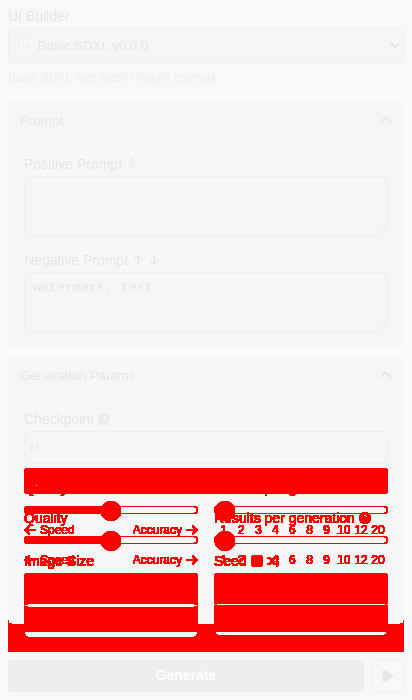 UI Builder
Basic SDXL v0.0.0
Basic SDXL with width / height controls
Prompt
Positive Prompt
Negative Prompt
watermark, text
Generation Params
Checkpoint
xl
Quality
Results per generation
Speed Accuracy
1 2 3 4 6 8 9 10 12 20
Speed Accuracy
1 2 3 4 6 8 9 10 12 20
Image Size
Seed
Generate